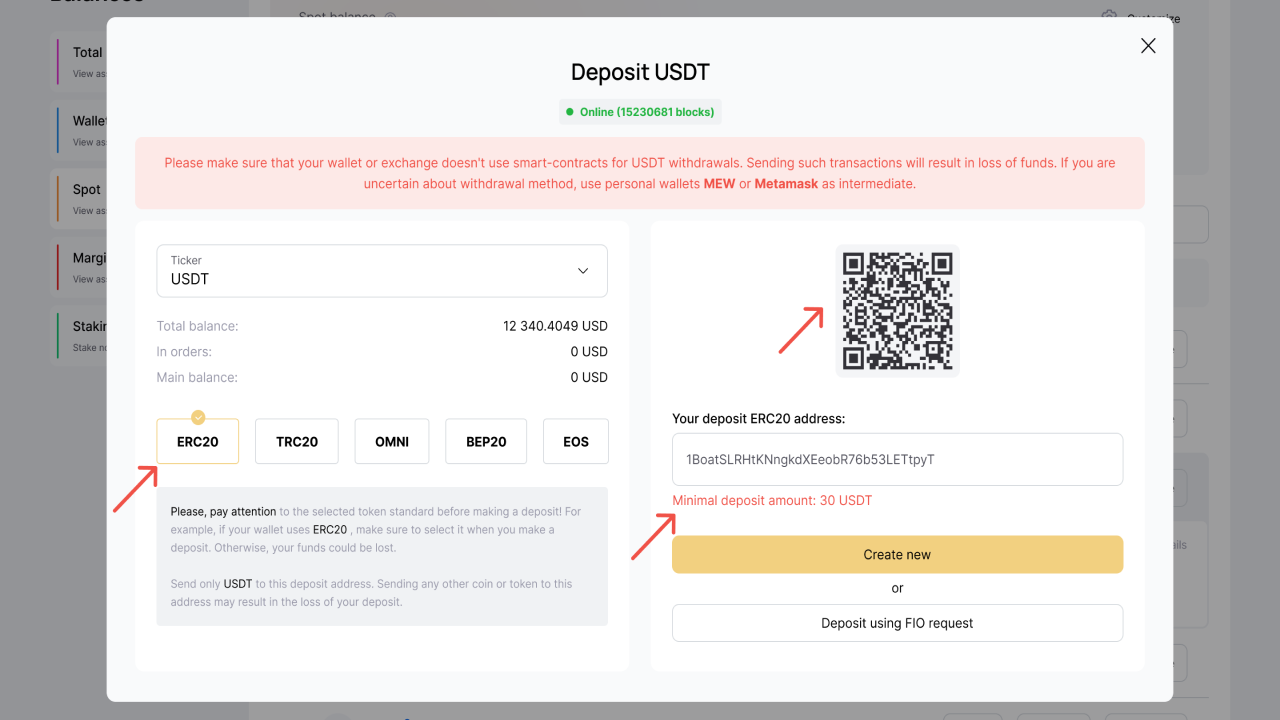 Spot balance
Customize
Total
View as
Wallet
View as
Spot
View as
Margi
View as
Stakin
Stake no
Deposit USDT
Online (15230681 blocks)
Please make sure that your wallet or exchange doesn't use smart-contracts for USDT withdrawals. Sending such transactions will result in loss of funds. If you are
uncertain about withdrawal method, use personal wallets MEW or Metamask as intermediate.
Ticker
USDT
Total balance: 12 340.4049 USD
In orders: 0 USD
Main balance: 0 USD
ERC20 TRC20 OMNI BEP20 EOS
Please, pay attention to the selected token standard before making a deposit! For
example, if your wallet uses ERC20 , make sure to select it when you make a
deposit. Otherwise, your funds could be lost.
Send only USDT to this deposit address. Sending any other coin or token to this
address may result in the loss of your deposit.
Your deposit ERC20 address:
1BoatSLRHtKNngkdXEeobR76b53LETtpyT
Minimal deposit amount: 30 USDT
Create new
or
Deposit using FIO request
ails